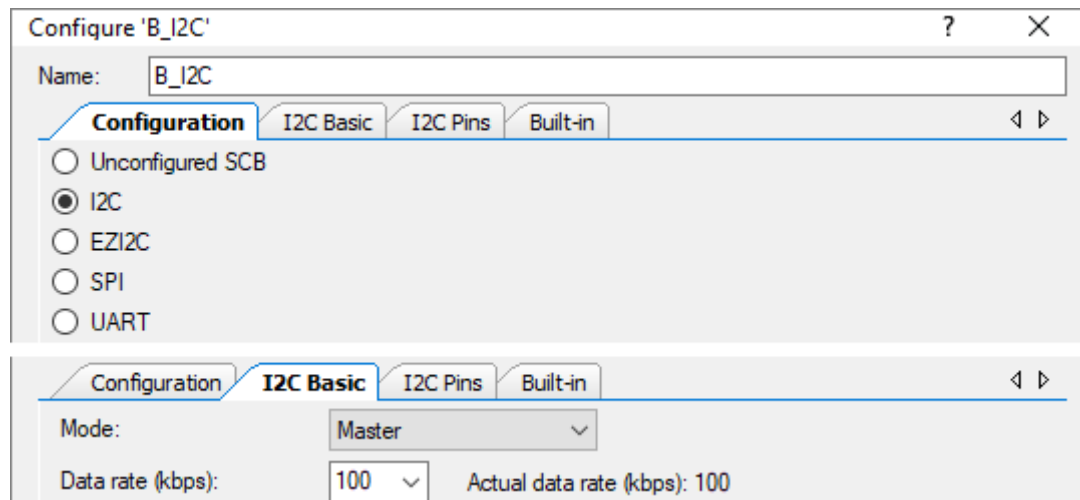 Configure 'B_I2C' ?
Name: B_I2C
Configuration I2C Basic I2C Pins Built-in
Unconfigured SCB
I2C
EZI2C
SPI
UART
Configuration I2C Basic I2C Pins Built-in
Mode: Master
Data rate (kbps): 100 Actual data rate (kbps): 100